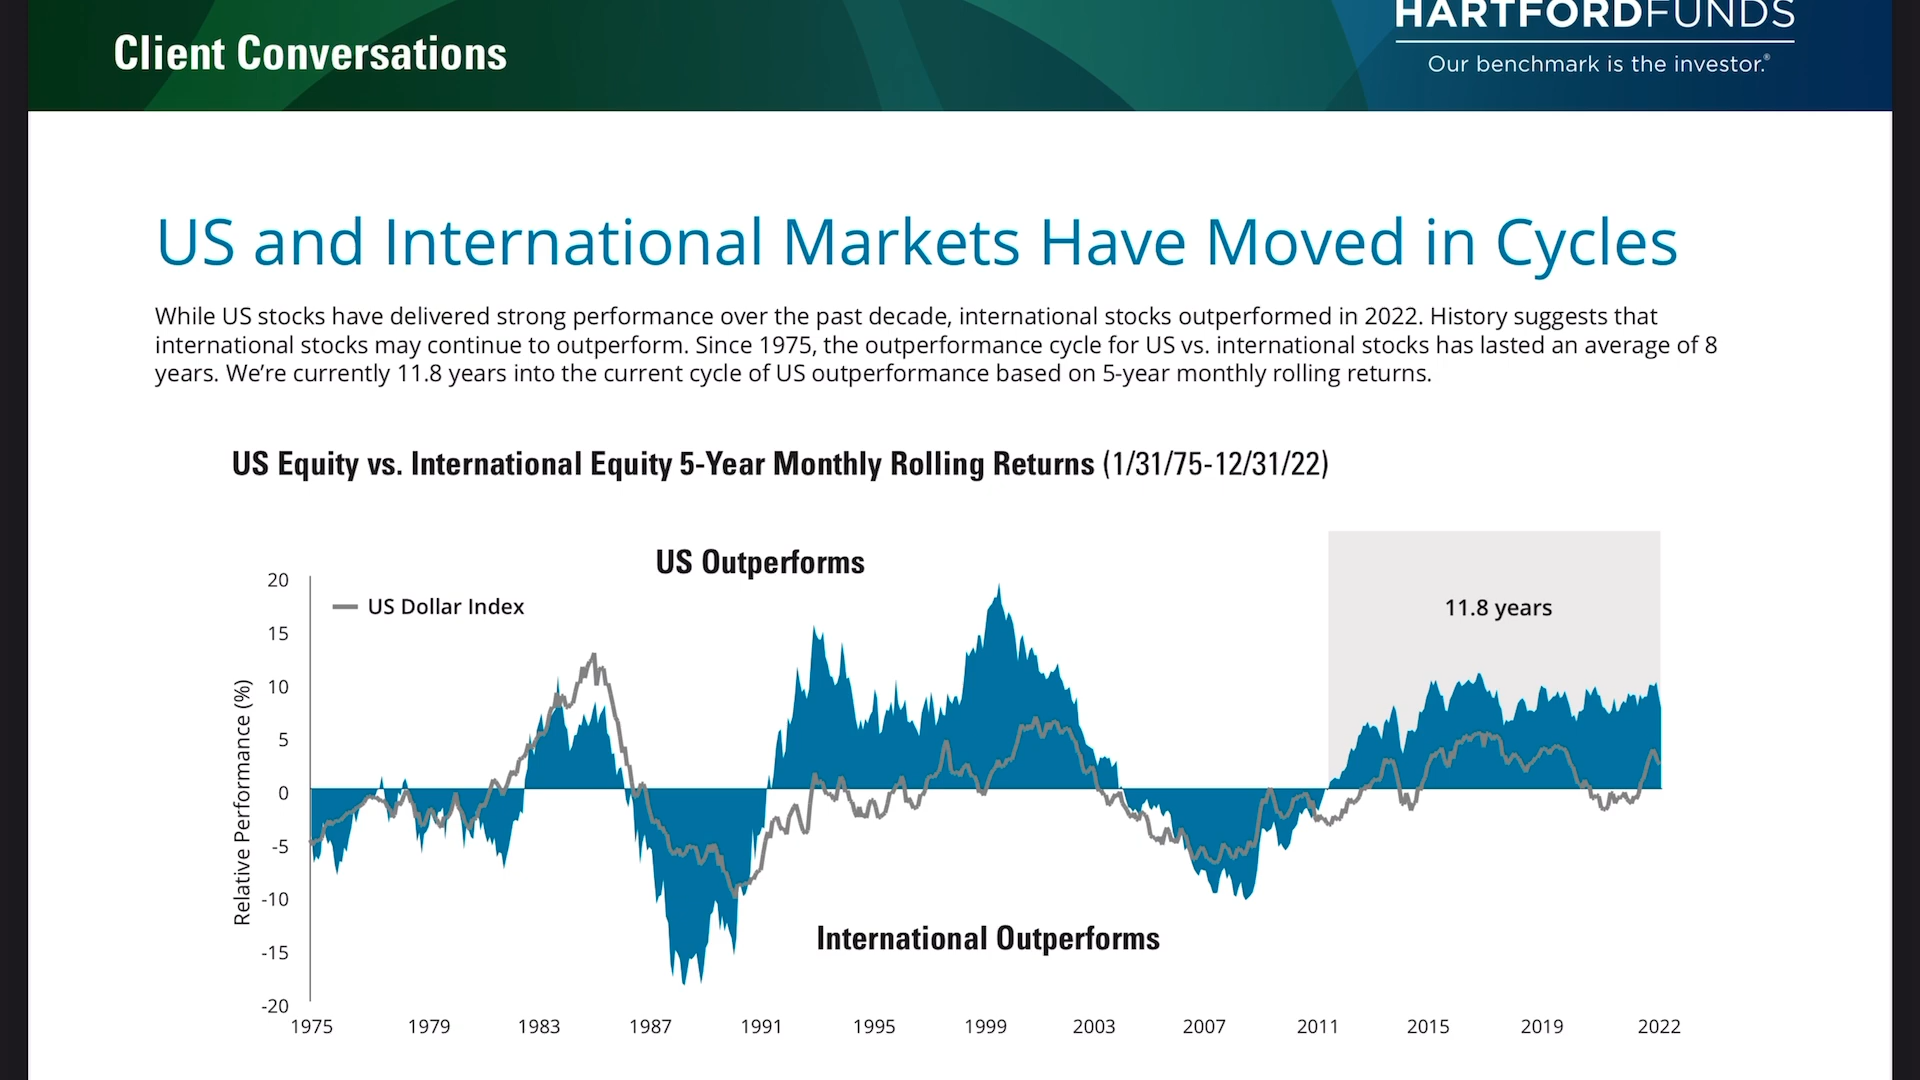 HARTFORDFUNDS
Client Conversations
Our benchmark is the investor.®
US and International Markets Have Moved in Cycles
While US stocks have delivered strong performance over the past decade, international stocks outperformed in 2022. History suggests that
international stocks may continue to outperform. Since 1975, the outperformance cycle for US vs. international stocks has lasted an average of 8
years. We’re currently 11.8 years into the current cycle of US outperformance based on 5-year monthly rolling returns.
US Equity vs. International Equity 5-Year Monthly Rolling Returns (1/31/75-12/31/22)
US Outperforms
US Dollar Index
11.8 years
Relative Performance (%)
20
15
10
5
0
-5
-10
-15
-20
International Outperforms
1975 1979 1983 1987 1991 1995 1999 2003 2007 2011 2015 2019 2022